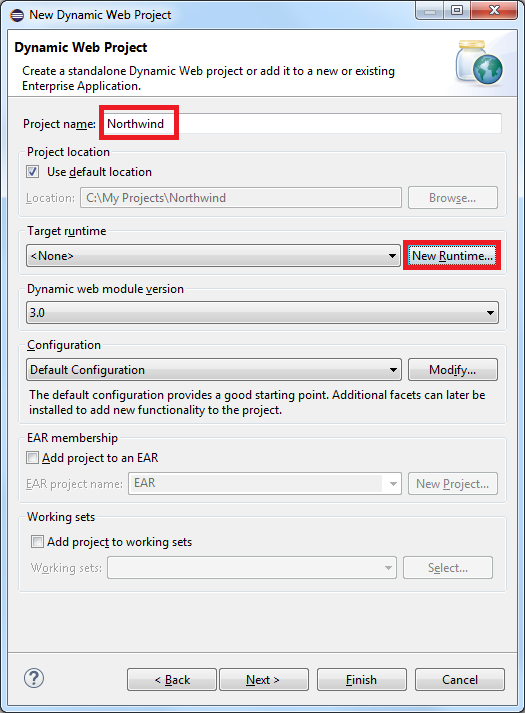 New Dynamic Web Project
Dynamic Web Project
Create a standalone Dynamic Web project or add it to a new or existing
Enterprise Application.
Project name: Northwind
Project location
Use default location
Location: C:\My Projects\Northwind Browse...
Target runtime
<None> New Runtime...
Dynamic web module version
3.0
Configuration
Default Configuration Modify...
The default configuration provides a good starting point. Additional facets can later be
installed to add new functionality to the project.
EAR membership
Add project to an EAR
EAR project name: EAR New Project...
Working sets
Add project to working sets
Working sets: Select...
? < Back Next > Finish Cancel